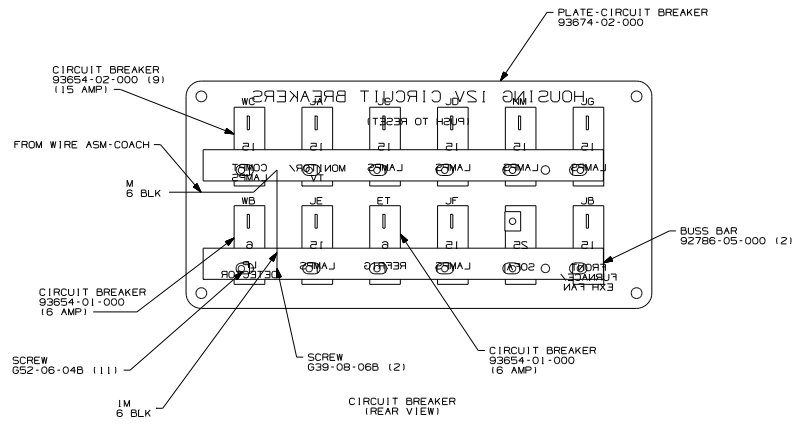 PLATE-CIRCUIT BREAKER
93674-02-000
CIRCUIT BREAKER
93654-02-000 (9)
(15 AMP)
HOUSING 12V CIRCUIT BREAKERS
(PUSH TO RESET)
WC JA JC JD KM JG
15 15 15 15 15 15
FROM WIRE ASM-COACH
COMPT LAMPS
MONITOR/ TV
LAMPS
LAMPS
LAMPS
LAMPS
M
6 BLK
WB JE ET JF JB
6 15 6 15 25 15
BUSS BAR
92786-05-000 (2)
LP DETECTOR
LAMPS
REFRIG
LAMPS
SOFA
FRONT FURNACE/ EXH FAN
CIRCUIT BREAKER
93654-01-000
(6 AMP)
SCREW
G52-06-04B (11)
SCREW
G39-08-06B (2)
CIRCUIT BREAKER
93654-01-000
(6 AMP)
1M
6 BLK
CIRCUIT BREAKER
(REAR VIEW)